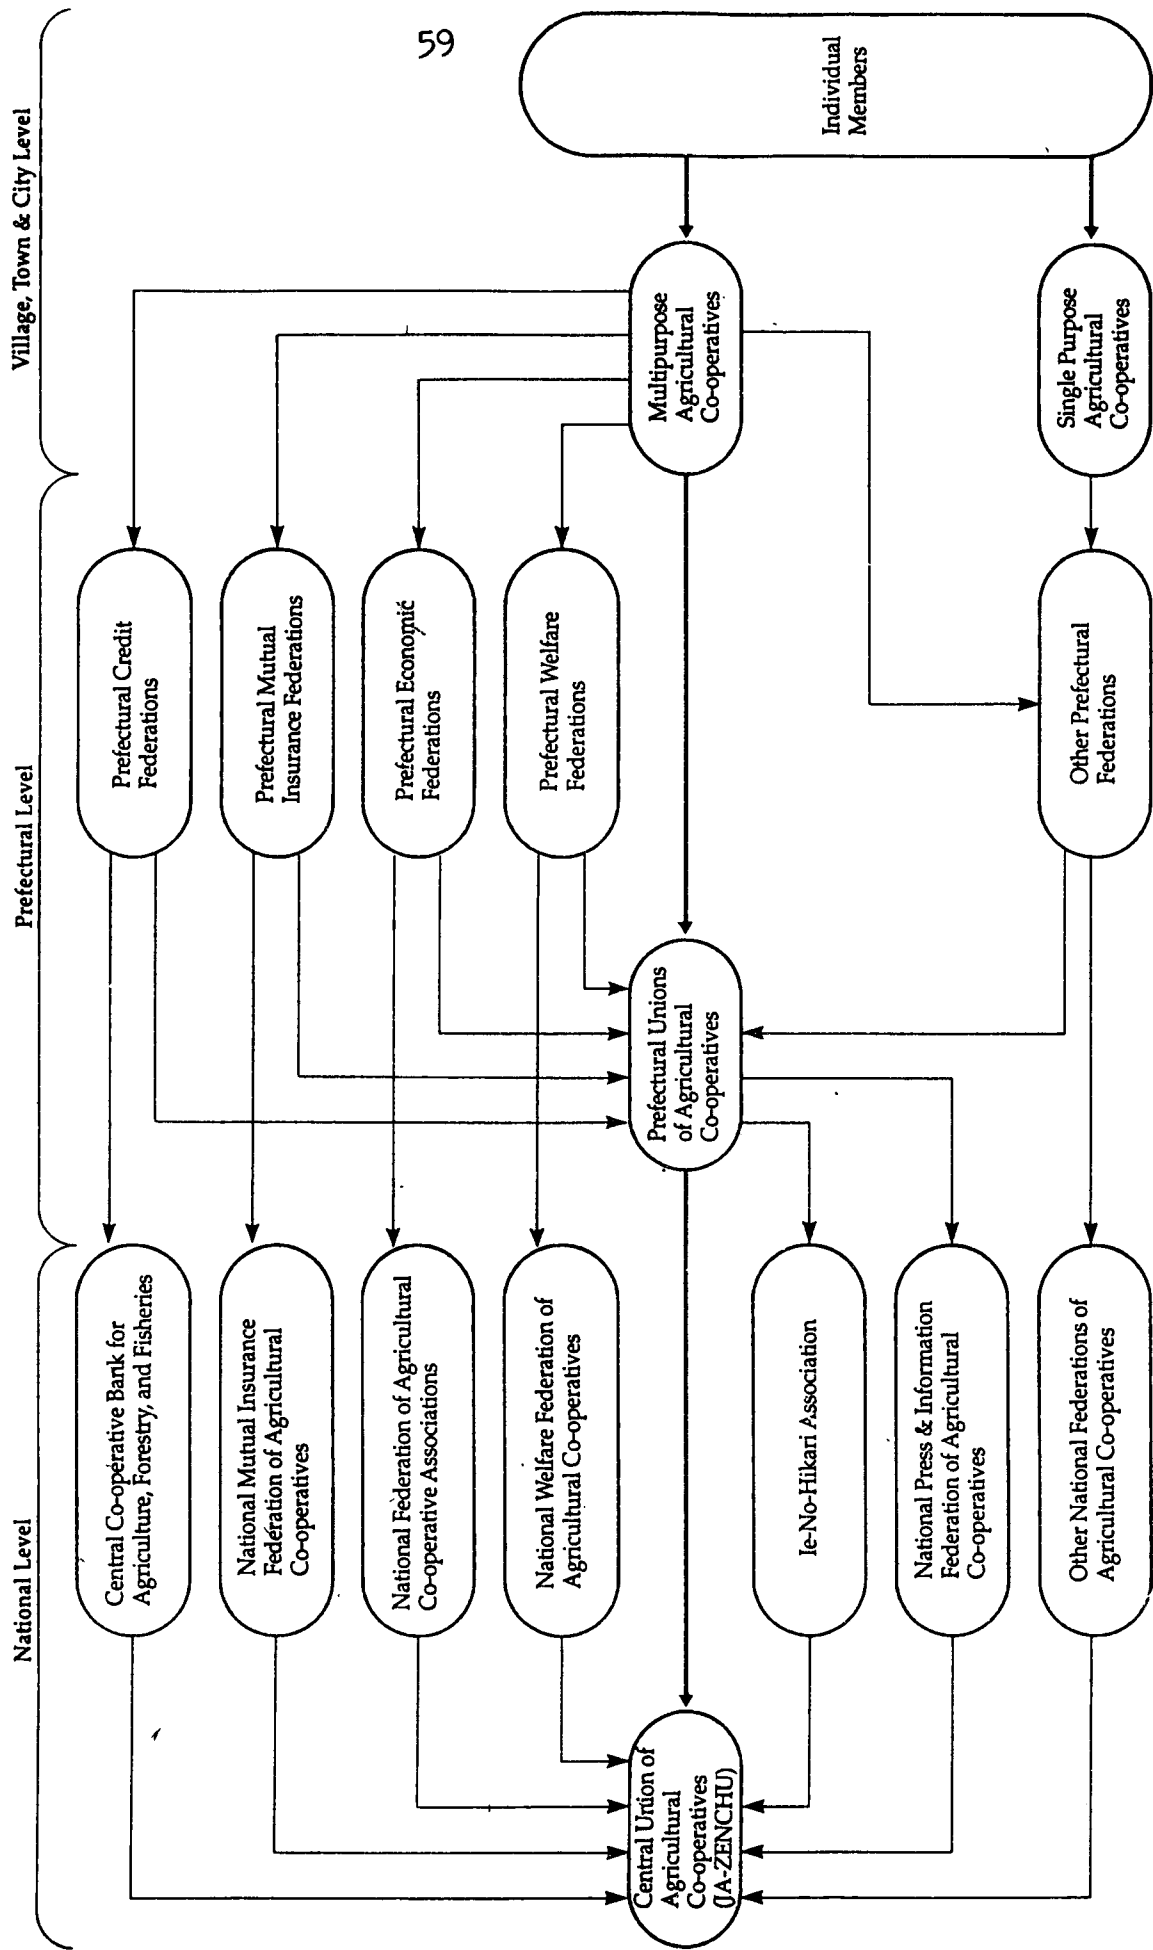 59
Village, Town & City Level
Prefectural Level
National Level
Individual
Members
Multipurpose
Agricultural
Co-operatives
Single Purpose
Agricultural
Co-operatives
Prefectural Credit
Federations
Prefectural Mutual
Insurance Federations
Prefectural Economic
Federations
Prefectural Welfare
Federations
Other Prefectural
Federations
Prefectural Unions
of Agricultural
Co-operatives
Central Co-operative Bank for
Agriculture, Forestry, and Fisheries
National Mutual Insurance
Federation of Agricultural
Co-operatives
National Federation of Agricultural
Co-operative Associations
National Welfare Federation of
Agricultural Co-operatives
Ie-No-Hikari Association
National Press & Information
Federation of Agricultural
Co-operatives
Other National Federations of
Agricultural Co-operatives
Central Union of
Agricultural
Co-operatives
(JA-ZENCHU)